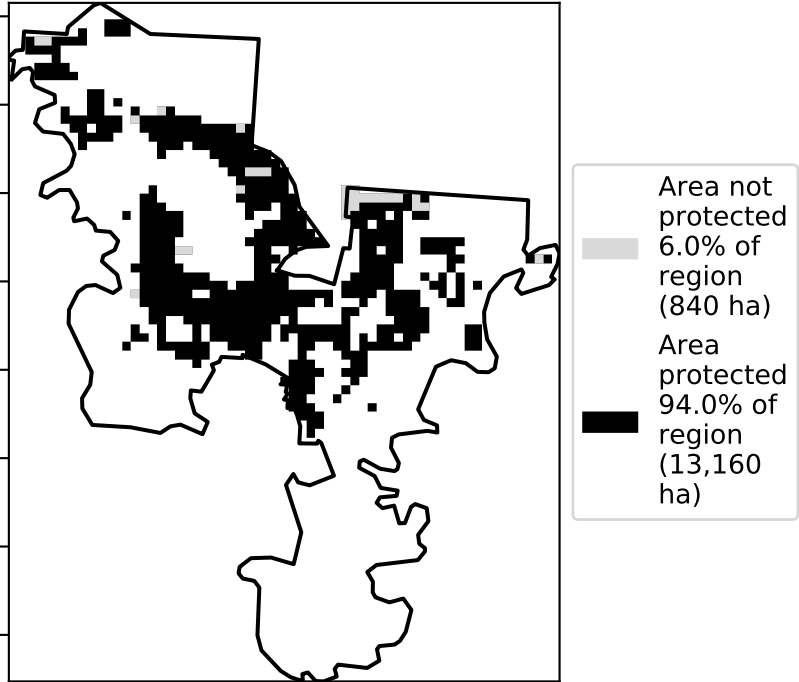 Area not
protected
6.0% of
region
(840 ha)
Area
protected
94.0% of
region
(13,160
ha)